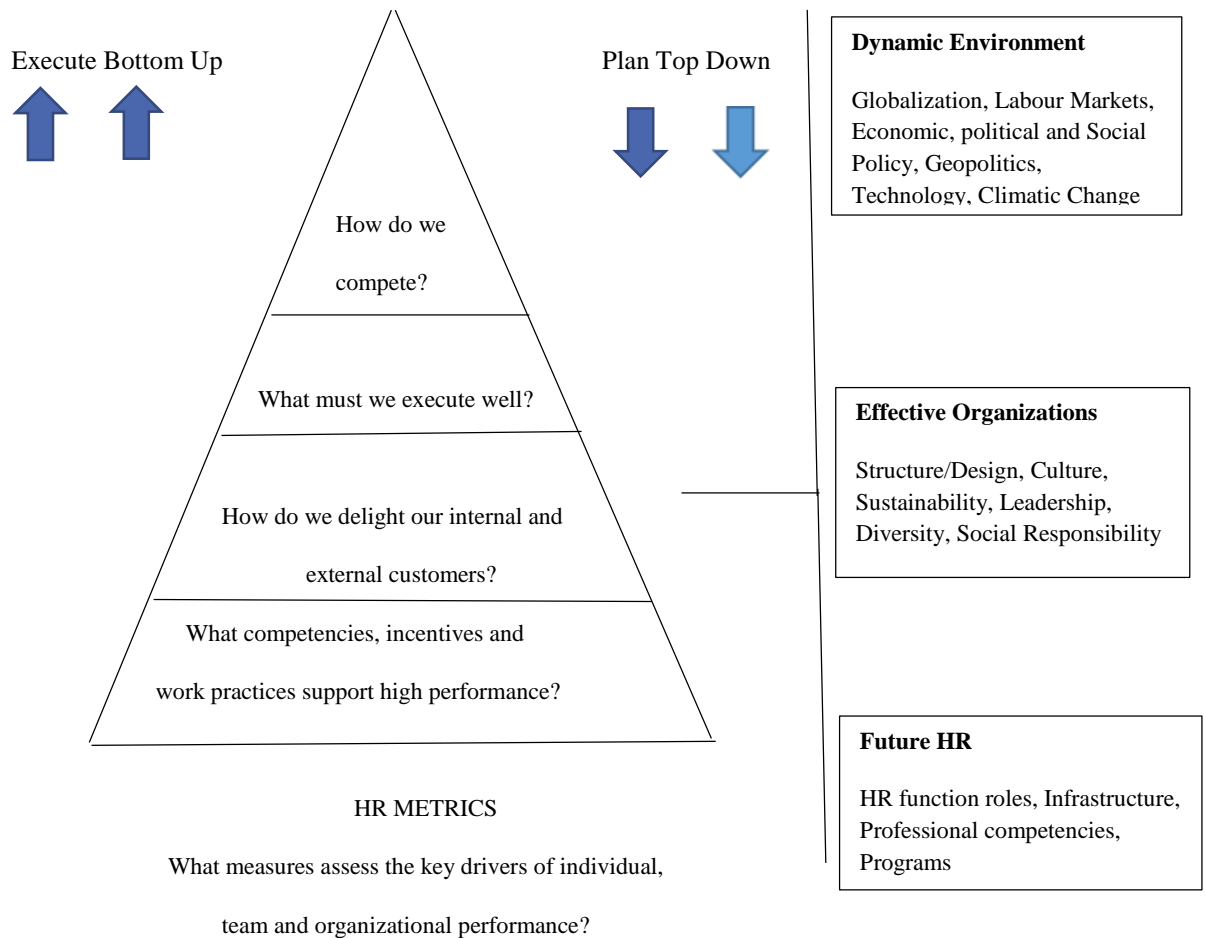 Execute Bottom Up
Plan Top Down
How do we
compete?
What must we execute well?
How do we delight our internal and
external customers?
What competencies, incentives and
work practices support high performance?
HR METRICS
What measures assess the key drivers of individual,
team and organizational performance?
Dynamic Environment
Globalization, Labour Markets,
Economic, political and Social
Policy, Geopolitics,
Technology, Climatic Change
Effective Organizations
Structure/Design, Culture,
Sustainability, Leadership,
Diversity, Social Responsibility
Future HR
HR function roles, Infrastructure,
Professional competencies,
Programs